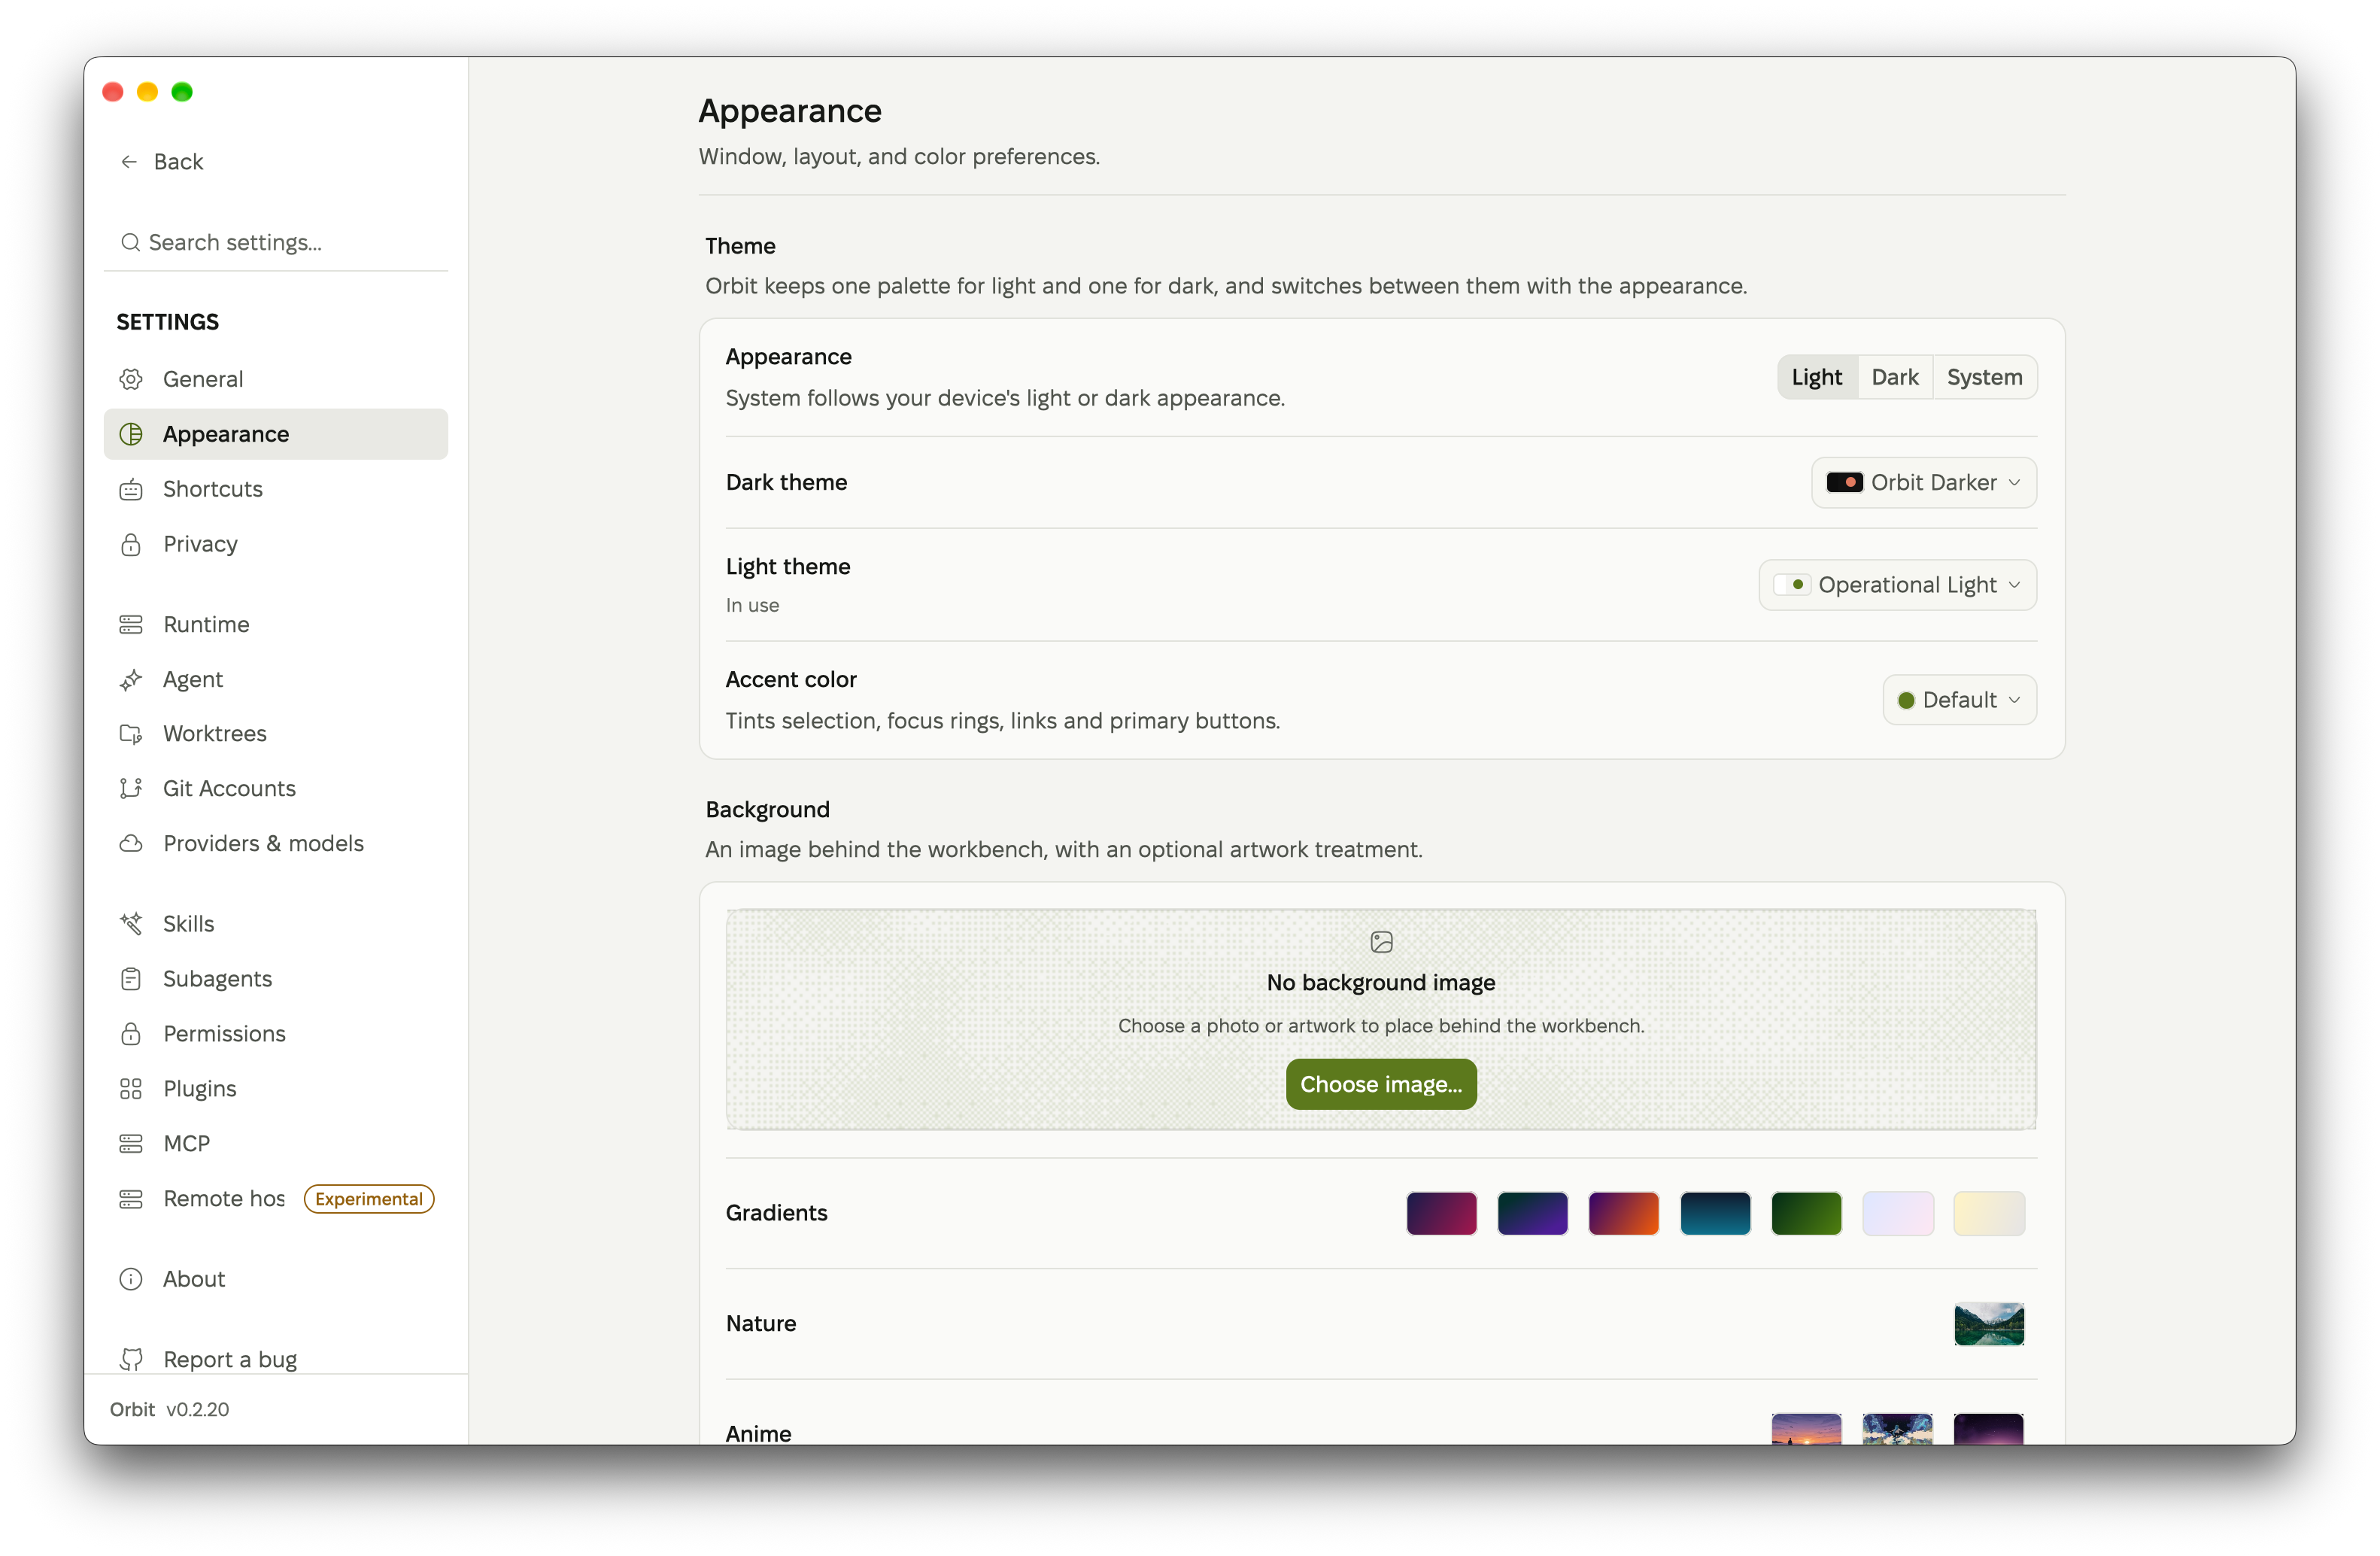 Back
Search settings...
SETTINGS
General
Appearance
Shortcuts
Privacy
Runtime
Agent
Worktrees
Git Accounts
Providers & models
Skills
Subagents
Permissions
Plugins
MCP
Remote hos Experimental
About
Report a bug
Orbit v0.2.20
Appearance
Window, layout, and color preferences.
Theme
Orbit keeps one palette for light and one for dark, and switches between them with the appearance.
Appearance
System follows your device's light or dark appearance.
Light Dark System
Dark theme
Orbit Darker
Light theme
In use
Operational Light
Accent color
Tints selection, focus rings, links and primary buttons.
Default
Background
An image behind the workbench, with an optional artwork treatment.
No background image
Choose a photo or artwork to place behind the workbench.
Choose image...
Gradients
Nature
Anime